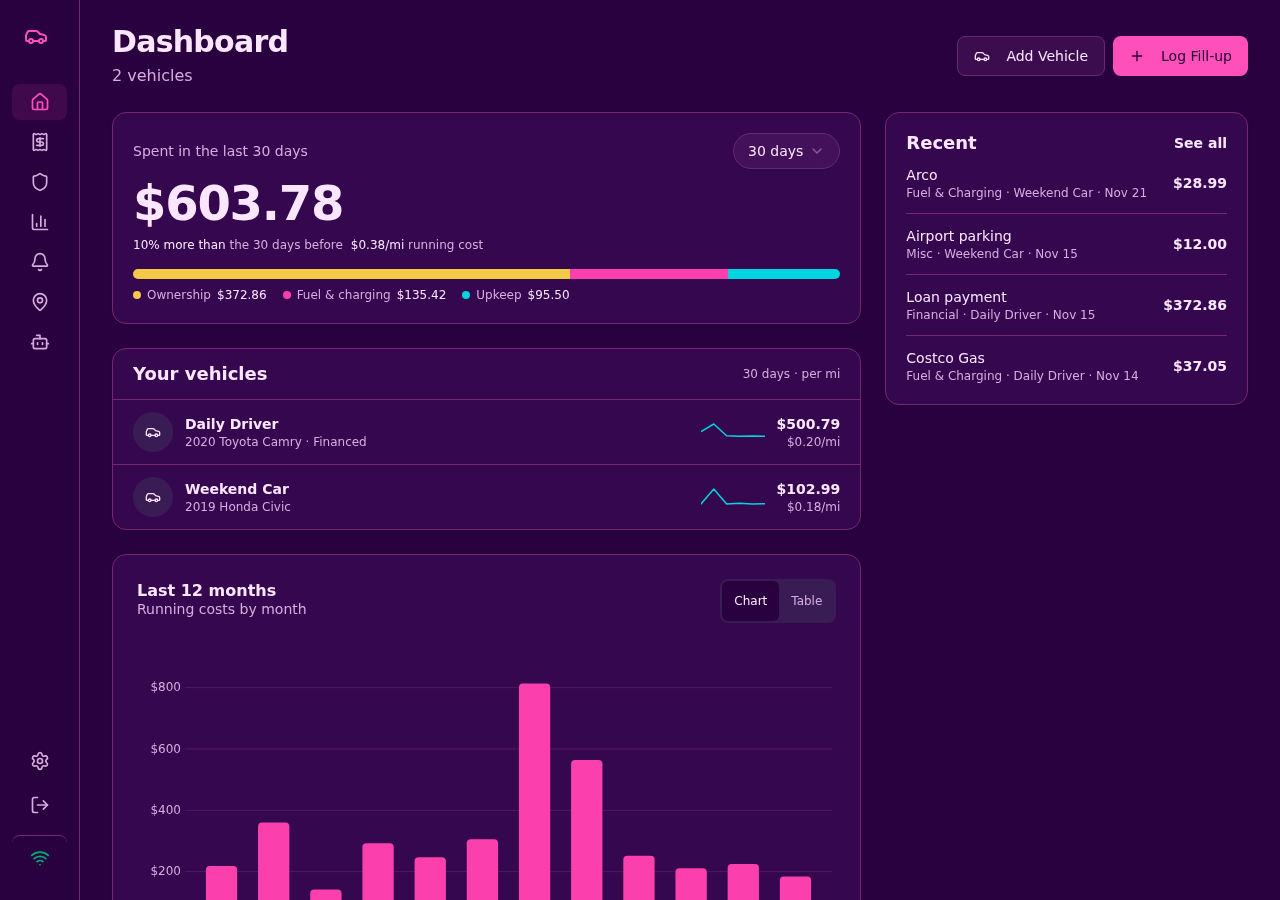 Dashboard
2 vehicles
Add Vehicle
Log Fill-up
Spent in the last 30 days
30 days
$603.78
10% more than the 30 days before $0.38/mi running cost
Ownership $372.86 Fuel & charging $135.42 Upkeep $95.50
Your vehicles
30 days · per mi
Daily Driver
2020 Toyota Camry · Financed
$500.79
$0.20/mi
Weekend Car
2019 Honda Civic
$102.99
$0.18/mi
Last 12 months
Running costs by month
Chart
Table
$800
$600
$400
$200
Recent
See all
Arco
Fuel & Charging · Weekend Car · Nov 21
$28.99
Airport parking
Misc · Weekend Car · Nov 15
$12.00
Loan payment
Financial · Daily Driver · Nov 15
$372.86
Costco Gas
Fuel & Charging · Daily Driver · Nov 14
$37.05